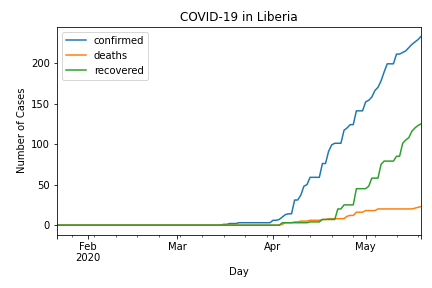 COVID-19 in Liberia
confirmed
deaths
recovered
Number of Cases
200
150
100
50
0
Feb
2020
Mar
Apr
May
Day